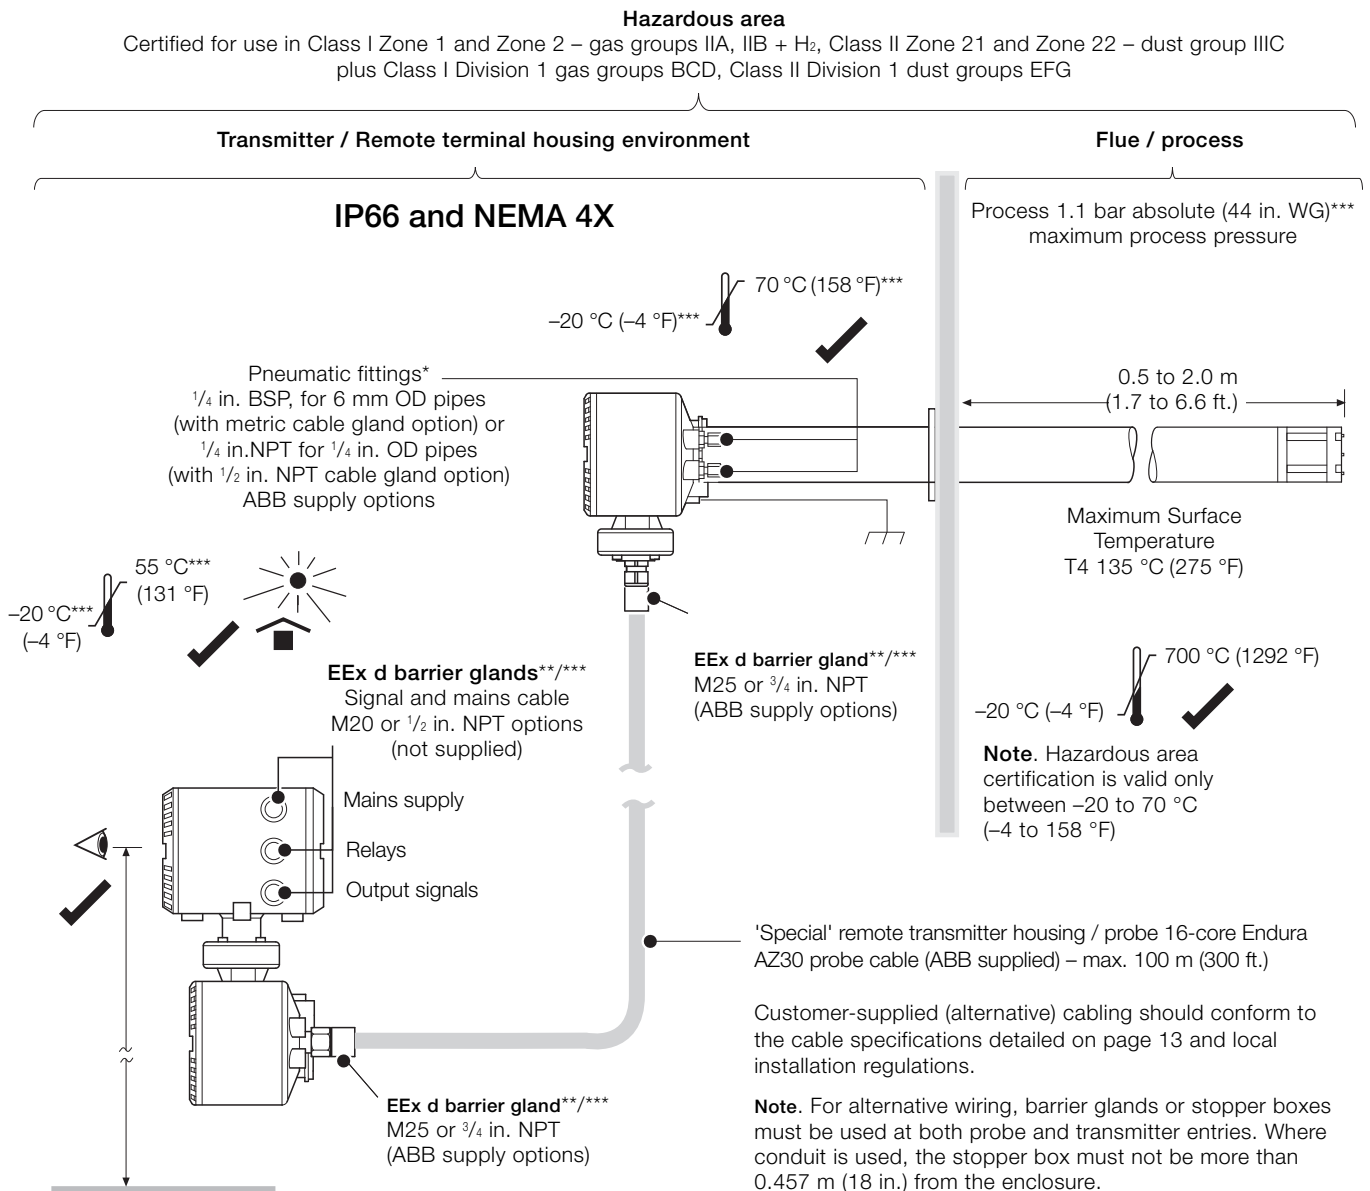 Hazardous area
Certified for use in Class I Zone 1 and Zone 2 – gas groups IIA, IIB + H₂, Class II Zone 21 and Zone 22 – dust group IIIC
plus Class I Division 1 gas groups BCD, Class II Division 1 dust groups EFG
Transmitter / Remote terminal housing environment
Flue / process
IP66 and NEMA 4X
Process 1.1 bar absolute (44 in. WG)***
maximum process pressure
70 °C (158 °F)***
–20 °C (–4 °F)***
Pneumatic fittings*
1/4 in. BSP, for 6 mm OD pipes
(with metric cable gland option) or
1/4 in.NPT for 1/4 in. OD pipes
(with 1/2 in. NPT cable gland option)
ABB supply options
0.5 to 2.0 m
(1.7 to 6.6 ft.)
Maximum Surface
Temperature
T4 135 °C (275 °F)
55 °C***
(131 °F)
–20 °C***
(–4 °F)
EEx d barrier glands**/***
Signal and mains cable
M20 or 1/2 in. NPT options
(not supplied)
EEx d barrier gland**/***
M25 or 3/4 in. NPT
(ABB supply options)
700 °C (1292 °F)
–20 °C (–4 °F)
Note. Hazardous area
certification is valid only
between –20 to 70 °C
(–4 to 158 °F)
Mains supply
Relays
Output signals
'Special' remote transmitter housing / probe 16-core Endura
AZ30 probe cable (ABB supplied) – max. 100 m (300 ft.)
Customer-supplied (alternative) cabling should conform to
the cable specifications detailed on page 13 and local
installation regulations.
EEx d barrier gland**/***
M25 or 3/4 in. NPT
(ABB supply options)
Note. For alternative wiring, barrier glands or stopper boxes
must be used at both probe and transmitter entries. Where
conduit is used, the stopper box must not be more than
0.457 m (18 in.) from the enclosure.